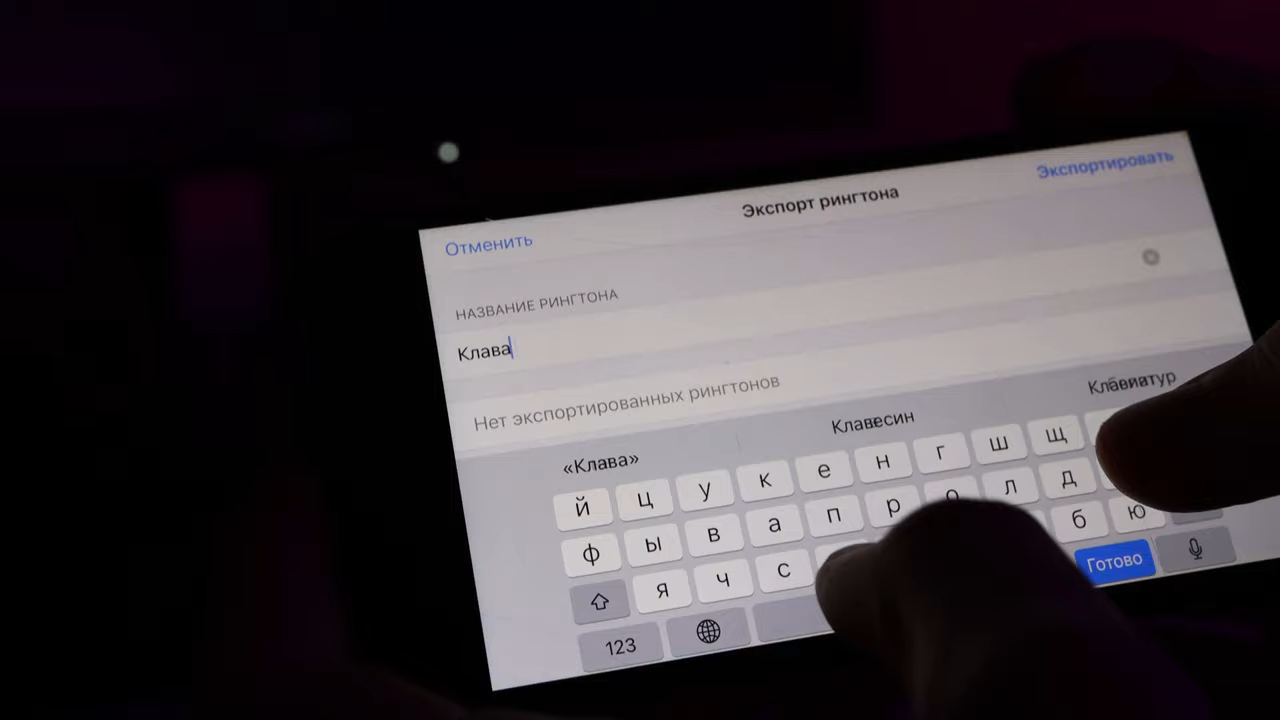 Экспортировать
Экспорт рингтона
Отменить
НАЗВАНИЕ РИНГТОНА
Клава
Нет экспортированных рингтонов
«Клава» Клавесин Клавиатур
й ц у к е н г ш щ
ф ы в а п р о л д
я ч с б ю
123 Готово